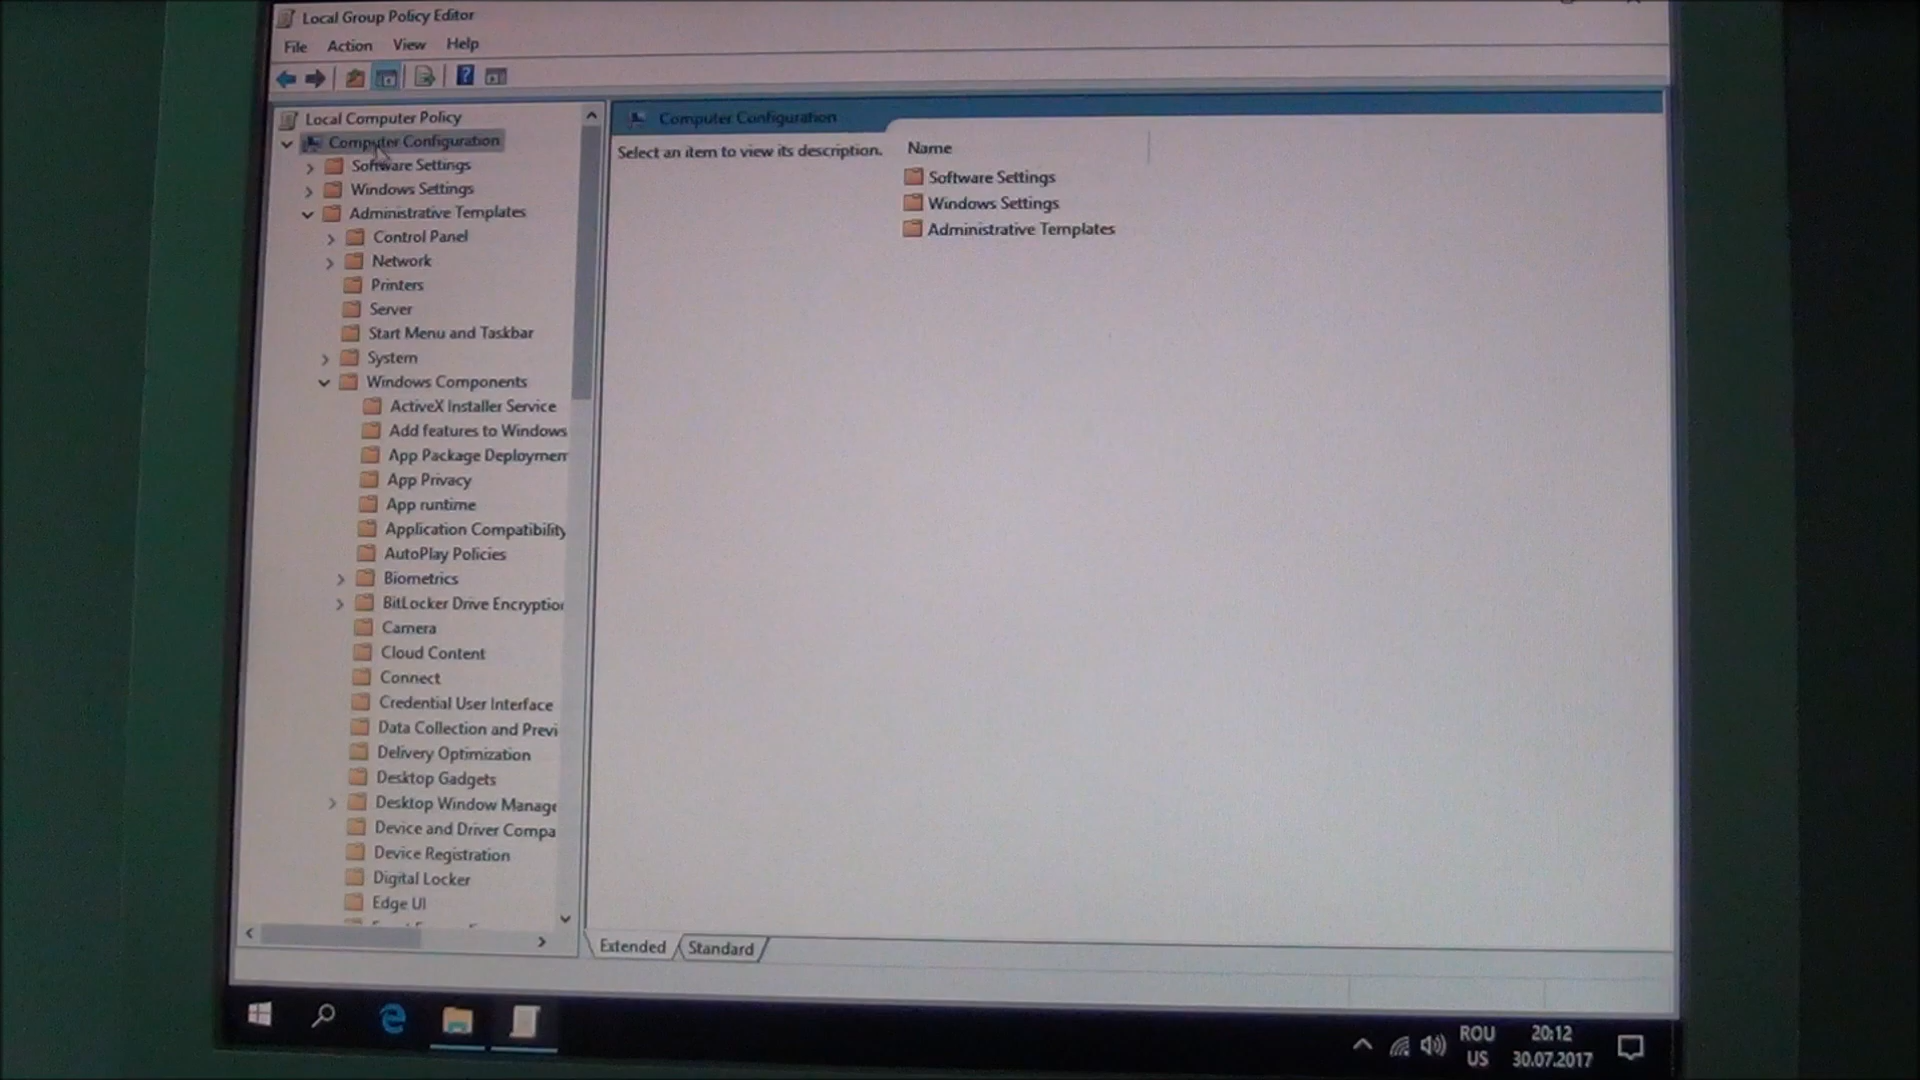 Local Group Policy Editor
File Action View Help
Local Computer Policy
Computer Configuration
Software Settings
Windows Settings
Administrative Templates
Control Panel
Network
Printers
Server
Start Menu and Taskbar
System
Windows Components
ActiveX Installer Service
Add features to Windows
App Package Deploymen
App Privacy
App runtime
Application Compatibility
AutoPlay Policies
Biometrics
BitLocker Drive Encryption
Camera
Cloud Content
Connect
Credential User Interface
Data Collection and Previ
Delivery Optimization
Desktop Gadgets
Desktop Window Manage
Device and Driver Compa
Device Registration
Digital Locker
Edge UI
Computer Configuration
Select an item to view its description.
Name
Software Settings
Windows Settings
Administrative Templates
Extended Standard
ROU
US
20:12
30.07.2017